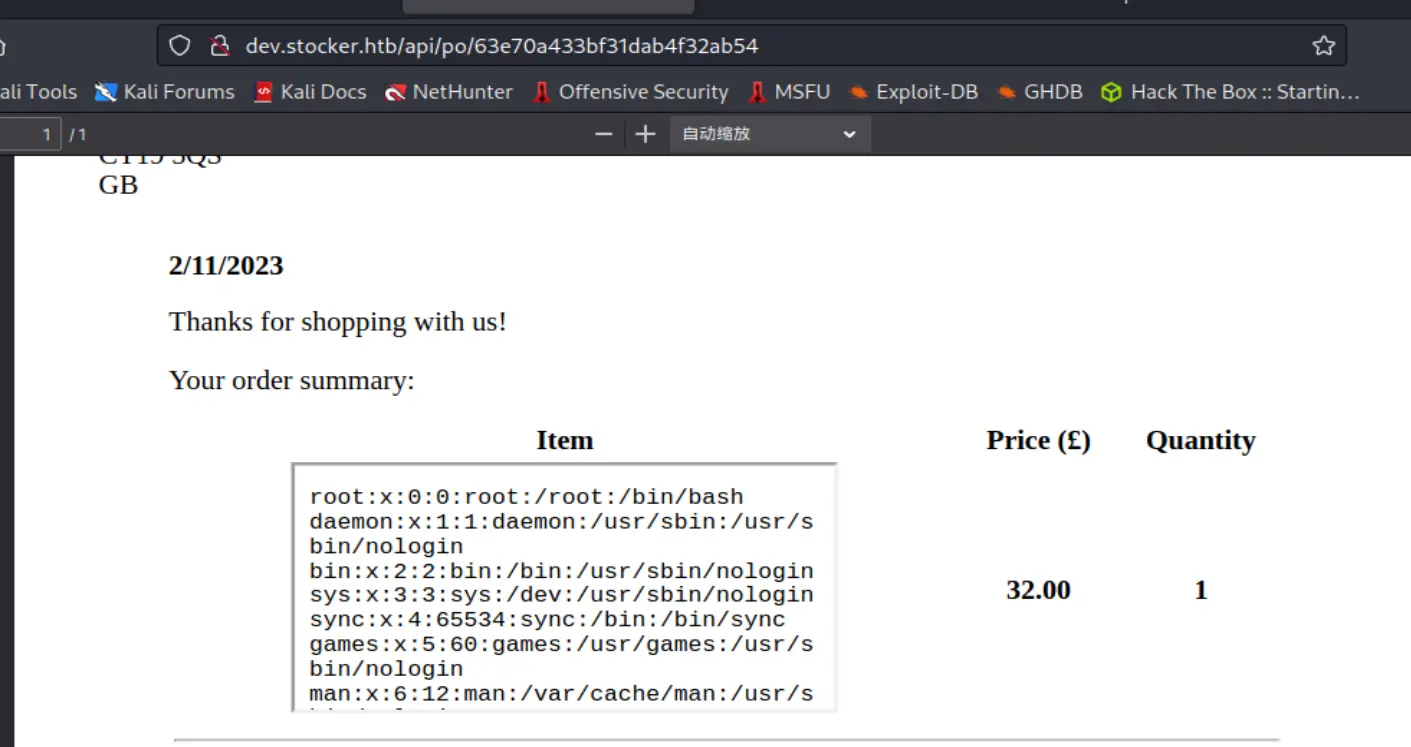 dev.stocker.htb/api/po/63e70a433bf31dab4f32ab54
ali Tools Kali Forums Kali Docs NetHunter Offensive Security MSFU Exploit-DB GHDB Hack The Box :: Startin…
1 / 1 — + 自动缩放
GB
2/11/2023
Thanks for shopping with us!
Your order summary:
Item Price (£) Quantity
root:x:0:0:root:/root:/bin/bash
daemon:x:1:1:daemon:/usr/sbin:/usr/s
bin/nologin
bin:x:2:2:bin:/bin:/usr/sbin/nologin
sys:x:3:3:sys:/dev:/usr/sbin/nologin
sync:x:4:65534:sync:/bin:/bin/sync
games:x:5:60:games:/usr/games:/usr/s
bin/nologin
man:x:6:12:man:/var/cache/man:/usr/s
32.00 1